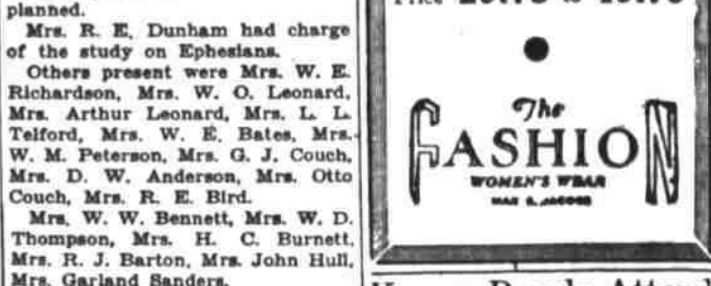 planned.
Mrs. R. E. Dunham had charge
of the study on Ephesians.
Others present were Mrs. W. E.
Richardson, Mrs. W. O. Leonard,
Mrs. Arthur Leonard, Mrs. L. L.
Telford, Mrs. W. E. Bates, Mrs.
W. M. Peterson, Mrs. G. J. Couch,
Mrs. D. W. Anderson, Mrs. Otto
Couch, Mrs. R. E. Bird.
Mrs. W. W. Bennett, Mrs. W. D.
Thompson, Mrs. H. C. Burnett,
Mrs. R. J. Barton, Mrs. John Hull,
Mrs. Garland Sanders.
The
FASHION
WOMEN'S WEAR